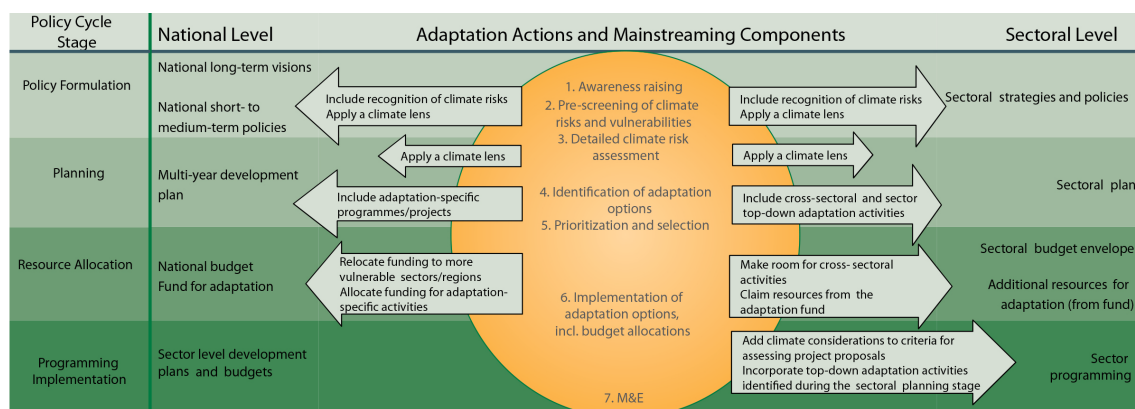 Policy Cycle
Stage
National Level
Adaptation Actions and Mainstreaming Components
Sectoral Level
Policy Formulation
National long-term visions
National short- to
medium-term policies
Include recognition of climate risks
Apply a climate lens
1. Awareness raising
2. Pre-screening of climate
risks and vulnerabilities
3. Detailed climate risk
assessment
Include recognition of climate risks
Apply a climate lens
Sectoral strategies and policies
Apply a climate lens
Apply a climate lens
Planning
Multi-year development
plan
Include adaptation-specific
programmes/projects
4. Identification of adaptation
options
5. Prioritization and selection
Include cross-sectoral and sector
top-down adaptation activities
Sectoral plan
Resource Allocation
National budget
Fund for adaptation
Relocate funding to more
vulnerable sectors/regions
Allocate funding for adaptation-
specific activities
6. Implementation of
adaptation options,
incl. budget allocations
Make room for cross- sectoral
activities
Claim resources from the
adaptation fund
Sectoral budget envelope
Additional resources for
adaptation (from fund)
Programming
Implementation
Sector level development
plans and budgets
7. M&E
Add climate considerations to criteria for
assessing project proposals
Incorporate top-down adaptation activities
identified during the sectoral planning stage
Sector
programming